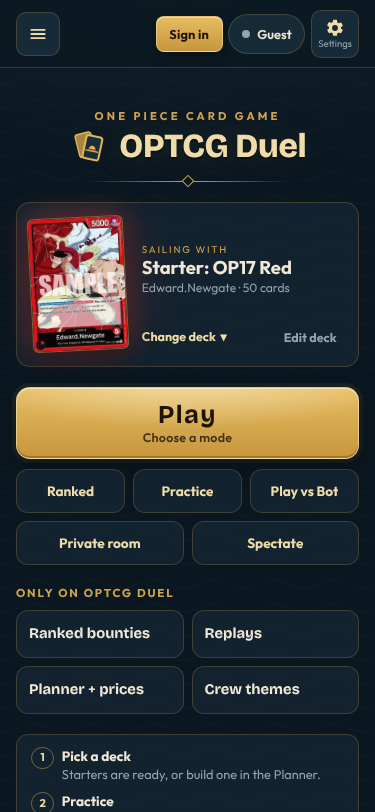 Sign in
Guest
Settings
ONE PIECE CARD GAME
OPTCG Duel
5000
SAMPLE
Edward.Newgate
SAILING WITH
Starter: OP17 Red
Edward.Newgate · 50 cards
Change deck ▾
Edit deck
Play
Choose a mode
Ranked
Practice
Play vs Bot
Private room
Spectate
ONLY ON OPTCG DUEL
Ranked bounties
Replays
Planner + prices
Crew themes
1
Pick a deck
Starters are ready, or build one in the Planner.
2
Practice